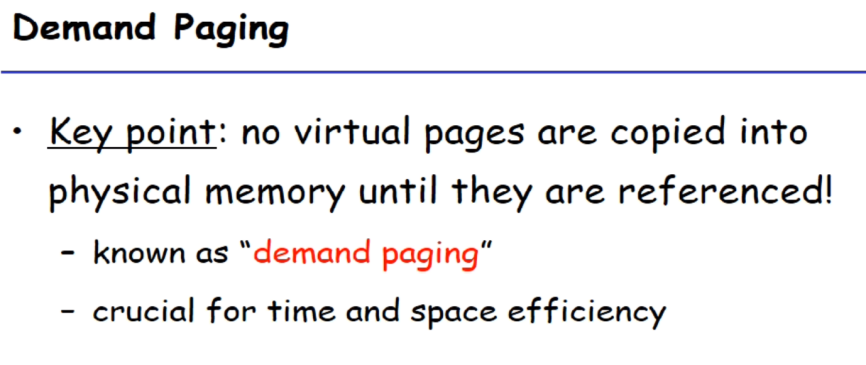 Demand Paging
• Key point: no virtual pages are copied into
physical memory until they are referenced!
– known as “demand paging”
– crucial for time and space efficiency